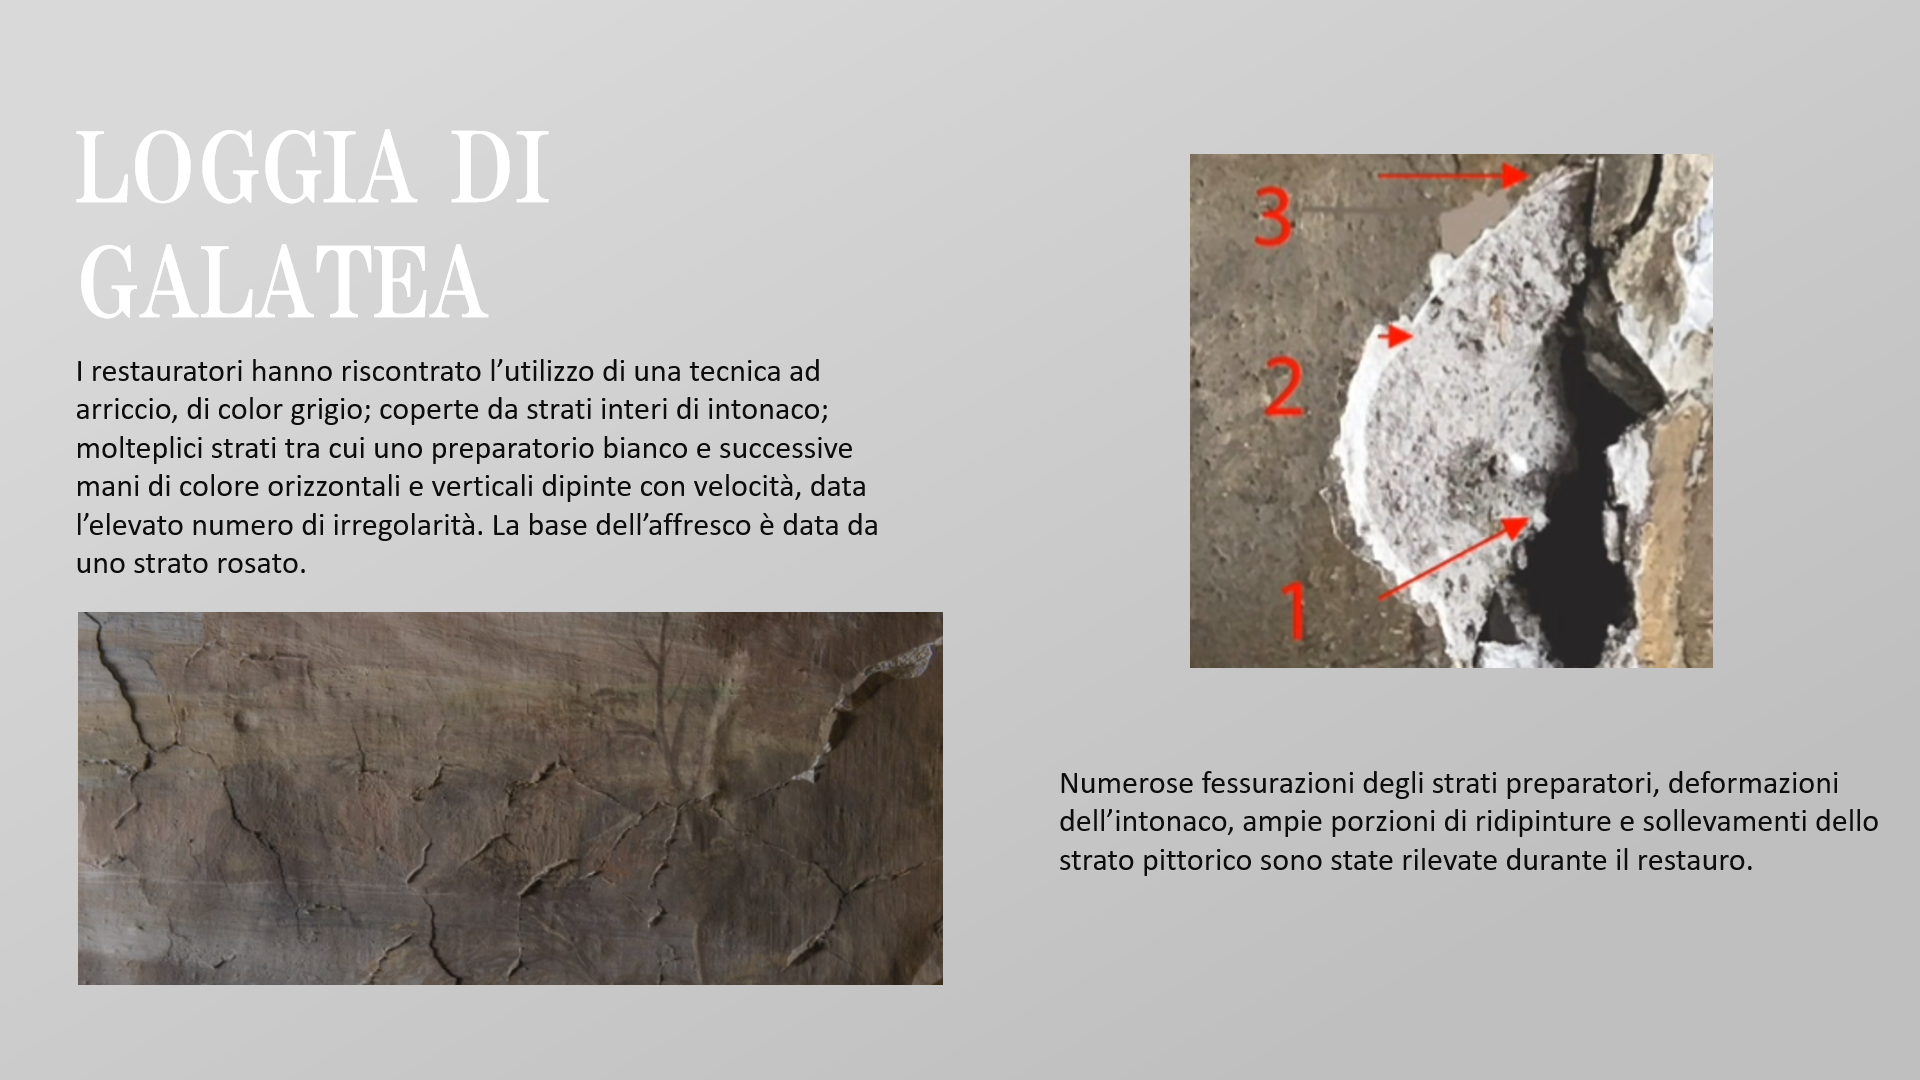 LOGGIA DI
GALATEA
I restauratori hanno riscontrato l’utilizzo di una tecnica ad
arriccio, di color grigio; coperte da strati interi di intonaco;
molteplici strati tra cui uno preparatorio bianco e successive
mani di colore orizzontali e verticali dipinte con velocità, data
l’elevato numero di irregolarità. La base dell’affresco è data da
uno strato rosato.
3
2
1
Numerose fessurazioni degli strati preparatori, deformazioni
dell’intonaco, ampie porzioni di ridipinture e sollevamenti dello
strato pittorico sono state rilevate durante il restauro.